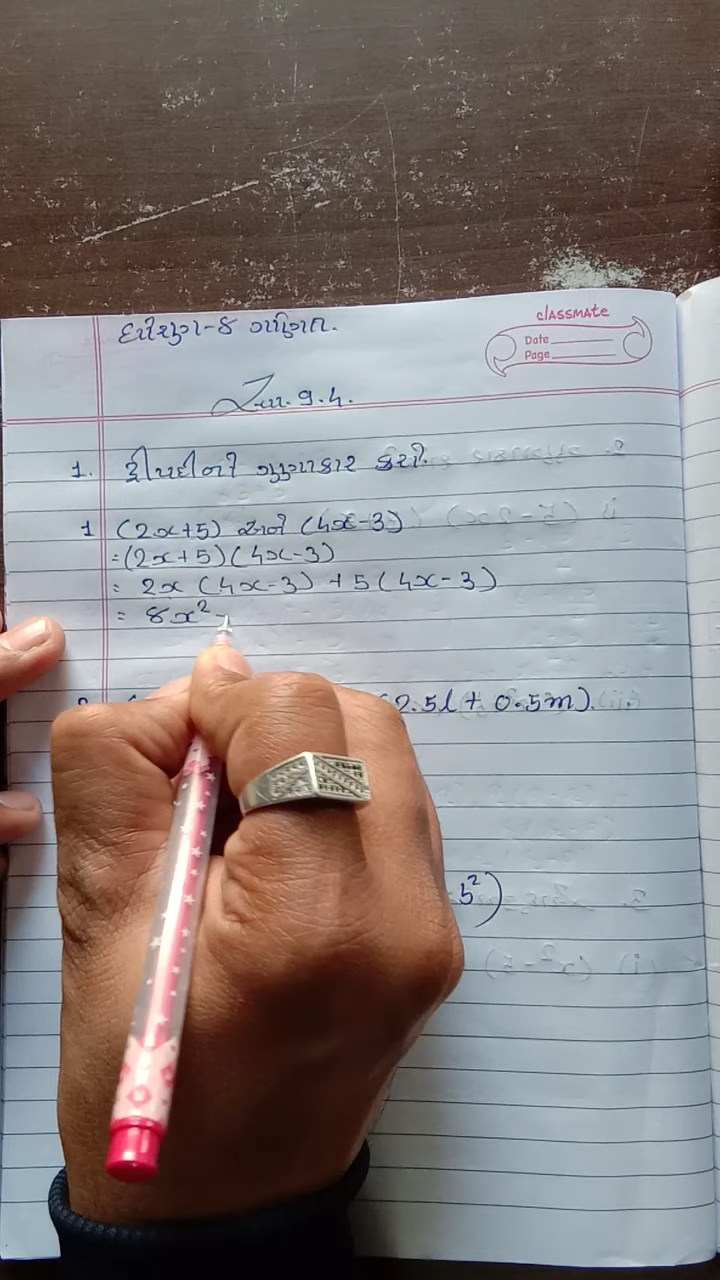 ધોરણ-૮ ગણિત.
classmate
Date
Page
સ્વા. 9.4.
1. દ્વીપદીનો ગુણાકાર કરો.
1 (2x+5) અને (4x-3)
=(2x+5)(4x-3)
= 2x (4x-3) +5(4x-3)
= 8x² -
2.5l + 0.5m).
b²)